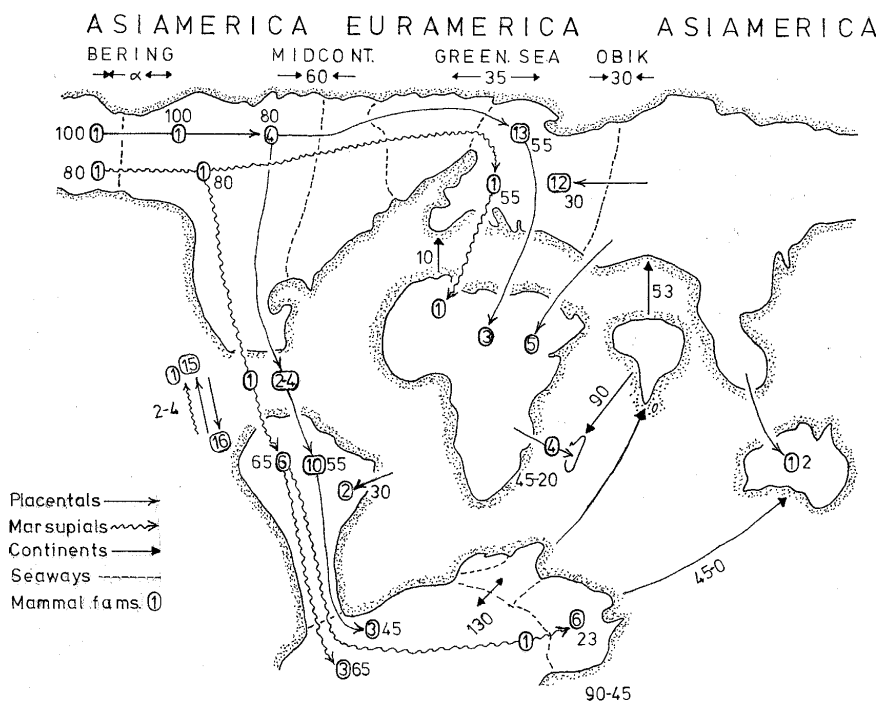 ASIAMERICA EURAMERICA ASIAMERICA
BERING MIDCONT. GREEN. SEA OBIK
α 60 35 30
100 80
100 1 1 4 13 55
80 1 1 80 1 55 12 30
10
53
1
3 5
1 15
1 2-4
2-4
90
16
65 6 10 55
4
1 2
2 30
45-20
Placentals
Marsupials
Continents
Seaways
Mammal fams. 1
45-0
130
3 45
6
1 23
3 65
90-45